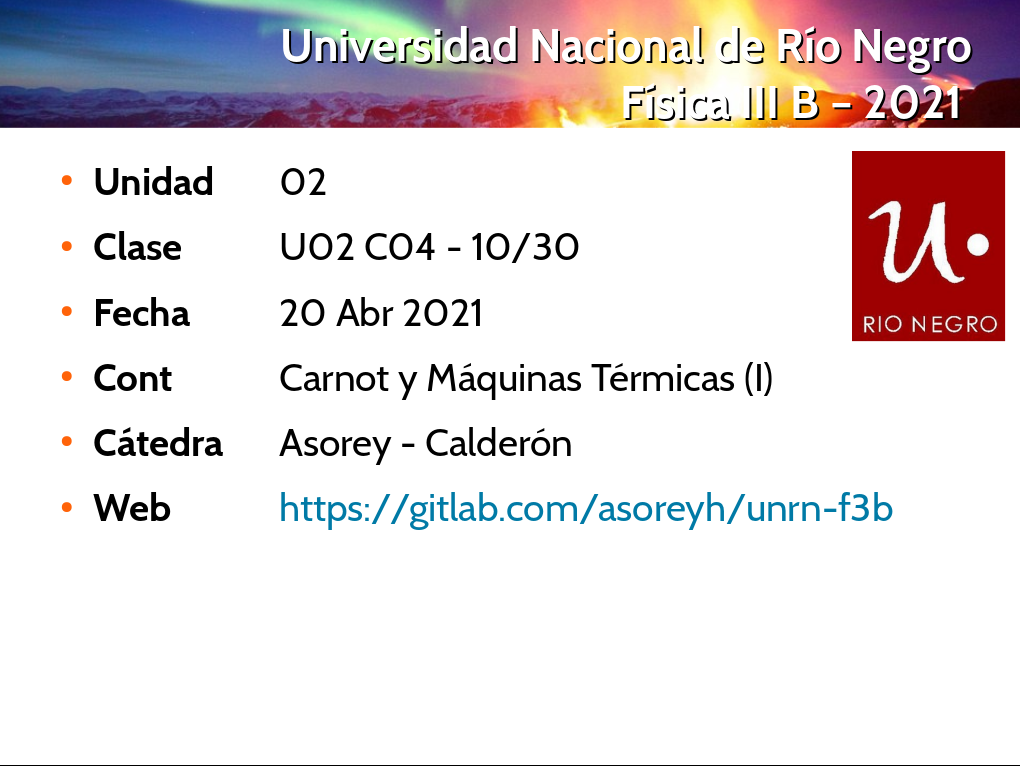 Universidad Nacional de Río Negro
Física III B – 2021
• Unidad 02
• Clase U02 C04 - 10/30
• Fecha 20 Abr 2021
• Cont Carnot y Máquinas Térmicas (I)
• Cátedra Asorey - Calderón
• Web https://gitlab.com/asoreyh/unrn-f3b
U.
RIO NEGRO